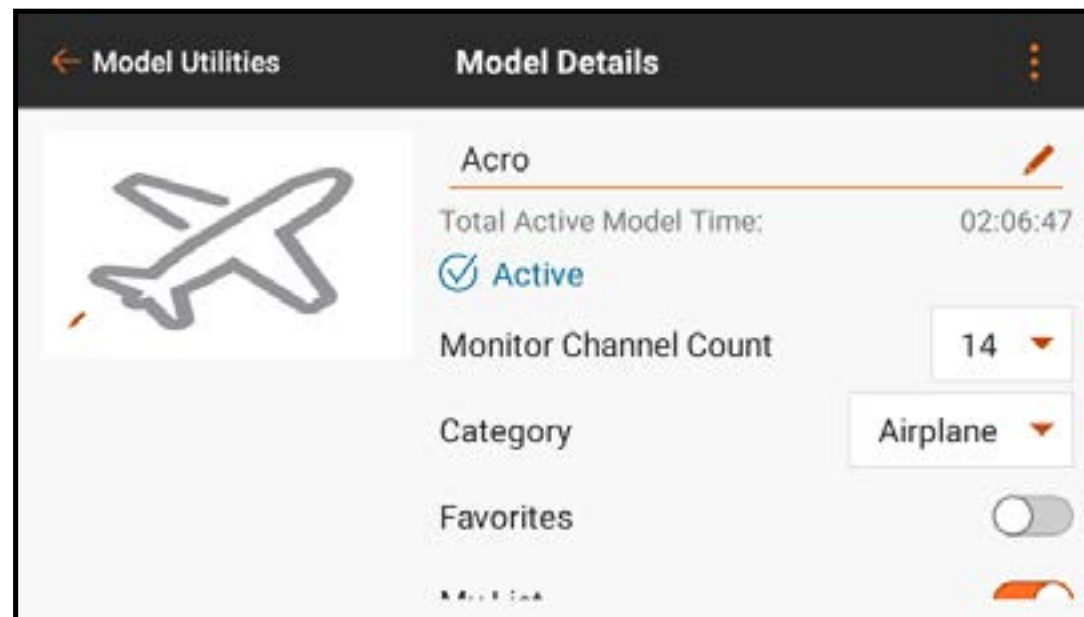 Model Utilities
Model Details
Acro
Total Active Model Time: 02:06:47
Active
Monitor Channel Count 14
Category Airplane
Favorites